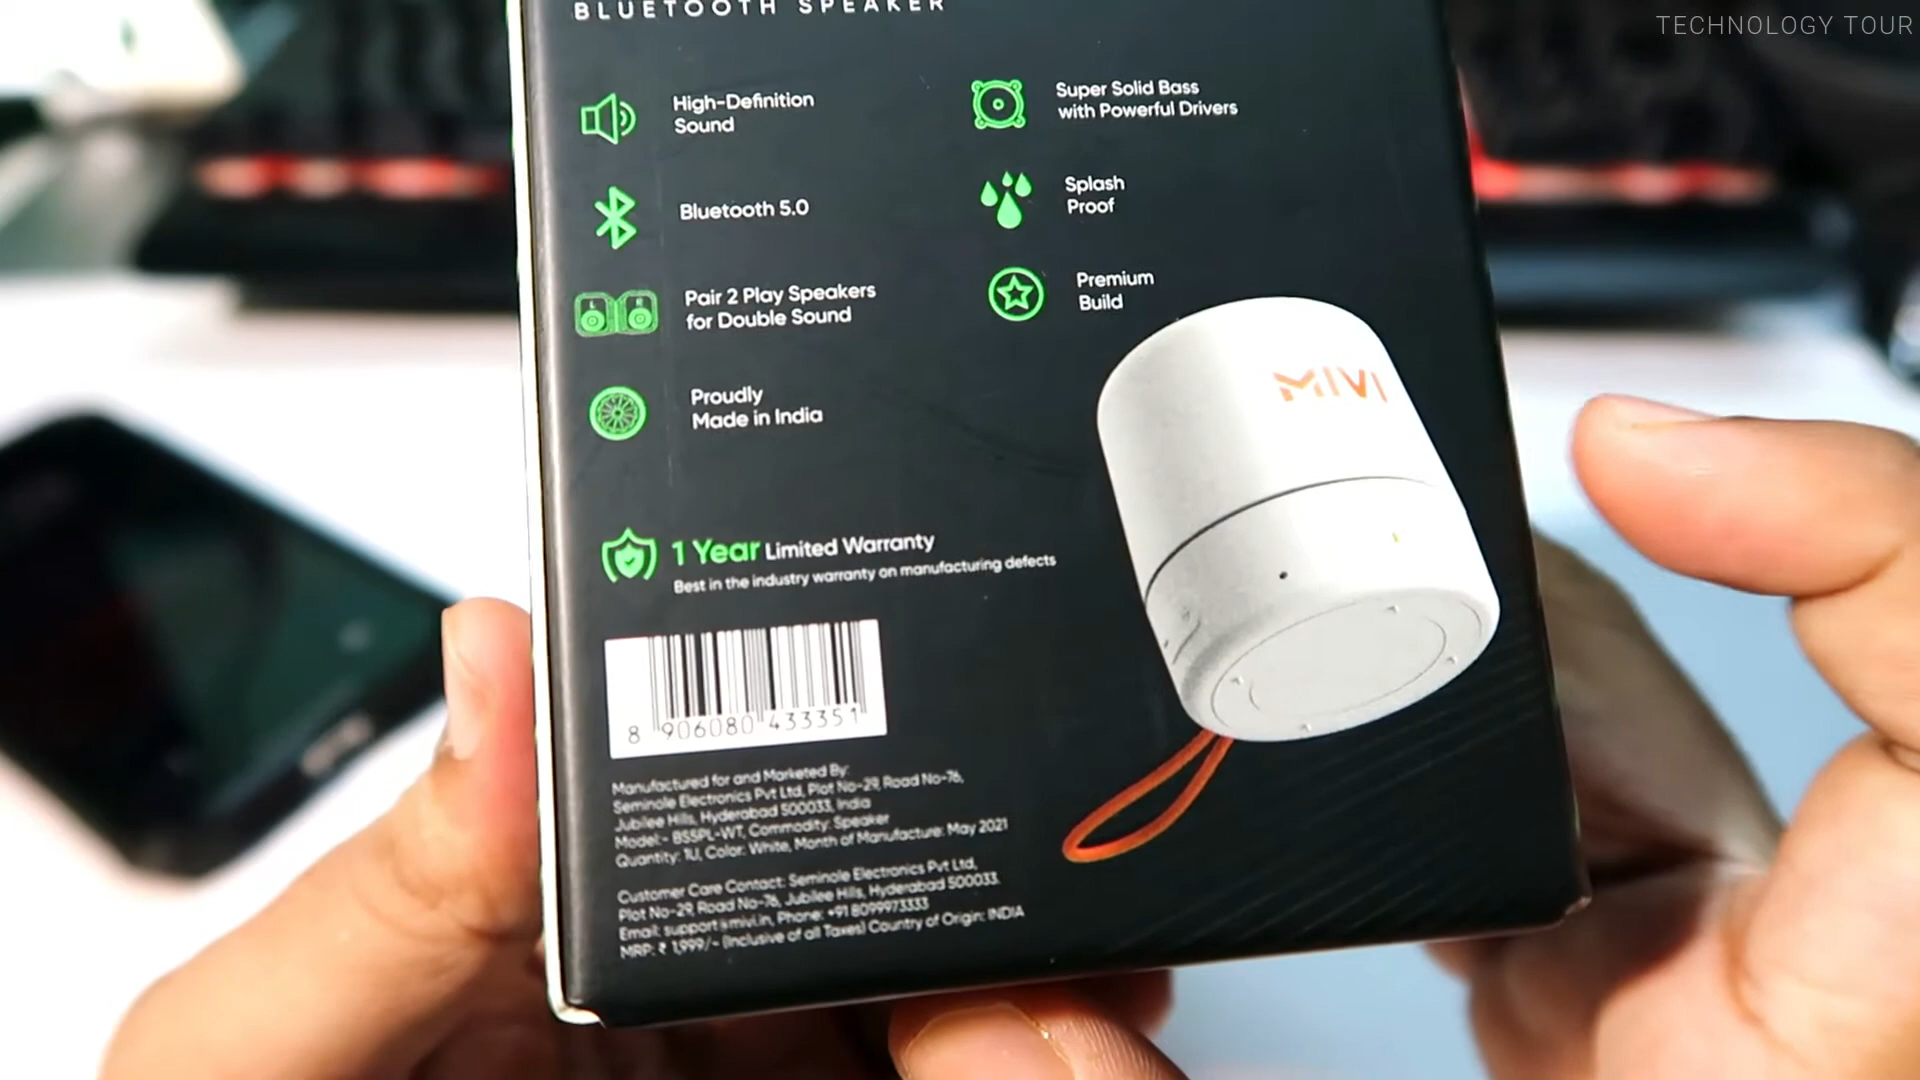 TECHNOLOGY TOUR
BLUETOOTH SPEAKER
High-Definition
Sound
Super Solid Bass
with Powerful Drivers
Bluetooth 5.0
Splash
Proof
L R
Pair 2 Play Speakers
for Double Sound
Premium
Build
Proudly
Made in India
MIVI
1 Year Limited Warranty
Best in the industry warranty on manufacturing defects
8 906080 433351
Manufactured for and Marketed By:
Seminole Electronics Pvt Ltd, Plot No-29, Road No-76,
Jubilee Hills, Hyderabad 500033, India
Model:- BS5PL-WT, Commodity: Speaker
Quantity: 1U, Color: White, Month of Manufacture: May 2021
Customer Care Contact: Seminole Electronics Pvt Ltd,
Plot No-29, Road No-76, Jubilee Hills, Hyderabad 500033.
Email: support@mivi.in, Phone: +91 8099973333
MRP: ₹ 1,999/- (Inclusive of all Taxes) Country of Origin: INDIA